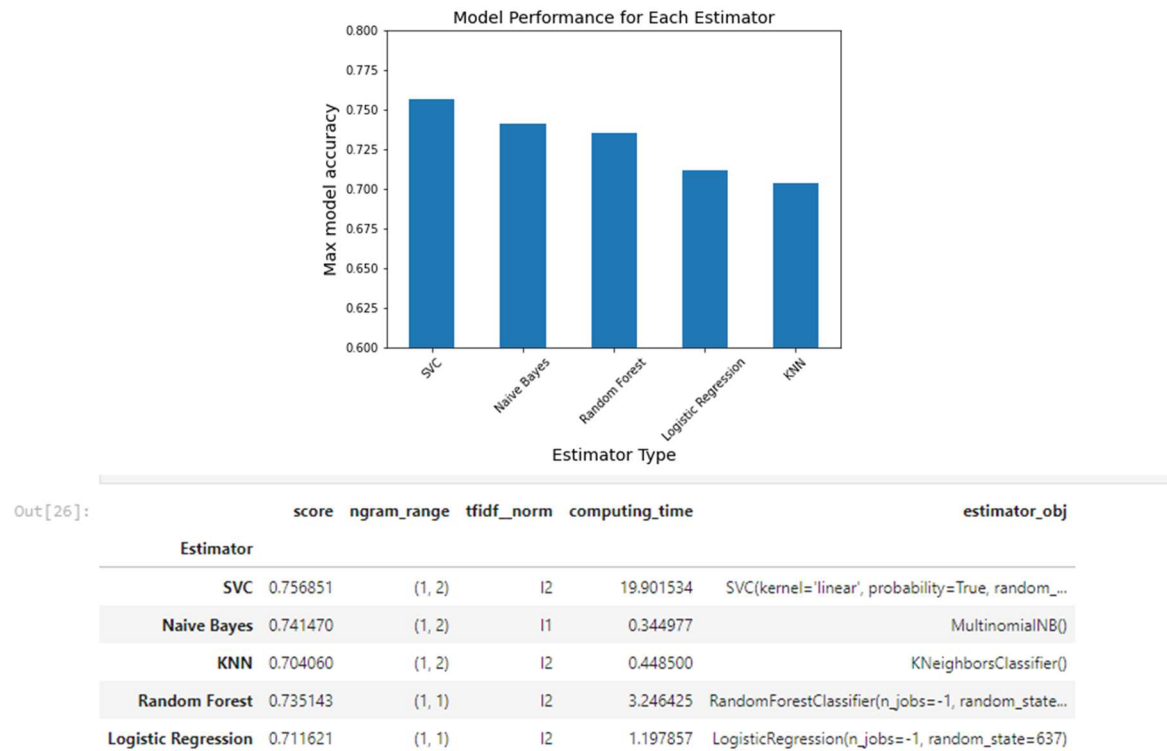 Model Performance for Each Estimator
0.800
0.775
0.750
0.725
0.700
0.675
0.650
0.625
0.600
Max model accuracy
SVC
Naive Bayes
Random Forest
Logistic Regression
KNN
Estimator Type
Out[26]:
score ngram_range tfidf__norm computing_time estimator_obj
Estimator
SVC 0.756851 (1, 2) l2 19.901534 SVC(kernel='linear', probability=True, random_...
Naive Bayes 0.741470 (1, 2) l1 0.344977 MultinomialNB()
KNN 0.704060 (1, 2) l2 0.448500 KNeighborsClassifier()
Random Forest 0.735143 (1, 1) l2 3.246425 RandomForestClassifier(n_jobs=-1, random_state...
Logistic Regression 0.711621 (1, 1) l2 1.197857 LogisticRegression(n_jobs=-1, random_state=637)